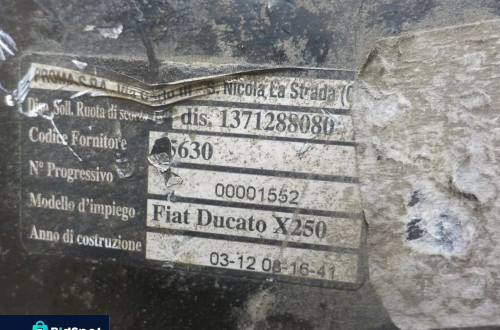 PROMA S.P.A. S. Nicola La Strada (C
Disp. Soll. Ruota di dis. 1371288080
Codice Fornitore 5630
N° Progressivo 00001552
Modello d'impiego Fiat Ducato X250
Anno di costruzione 03-12 08-16-41
BidSpot